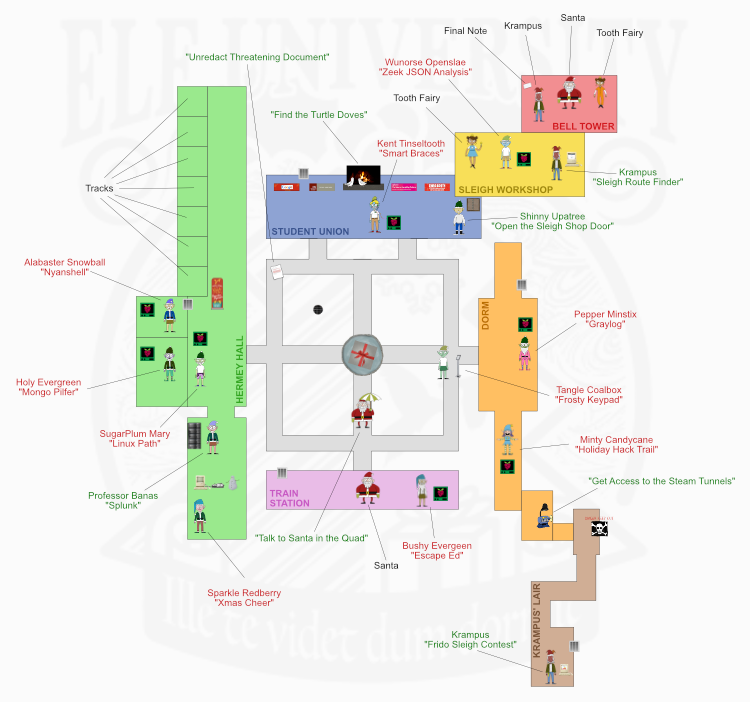 ELF UNIVERSITY
Final Note
Krampus
Santa
Tooth Fairy
"Unredact Threatening Document"
Wunorse Openslae
"Zeek JSON Analysis"
Tooth Fairy
"Find the Turtle Doves"
BELL TOWER
Kent Tinseltooth
"Smart Braces"
Krampus
"Sleigh Route Finder"
SLEIGH WORKSHOP
Tracks
Shinny Upatree
"Open the Sleigh Shop Door"
STUDENT UNION
Alabaster Snowball
"Nyanshell"
DORM
Pepper Minstix
"Graylog"
HERMEY HALL
Holy Evergreen
"Mongo Pilfer"
Tangle Coalbox
"Frosty Keypad"
SugarPlum Mary
"Linux Path"
Minty Candycane
"Holiday Hack Trail"
Professor Banas
"Splunk"
TRAIN
STATION
"Get Access to the Steam Tunnels"
"Talk to Santa in the Quad"
Santa
Bushy Evergeen
"Escape Ed"
Sparkle Redberry
"Xmas Cheer"
KRAMPUS' LAIR
Krampus
"Frido Sleigh Contest"